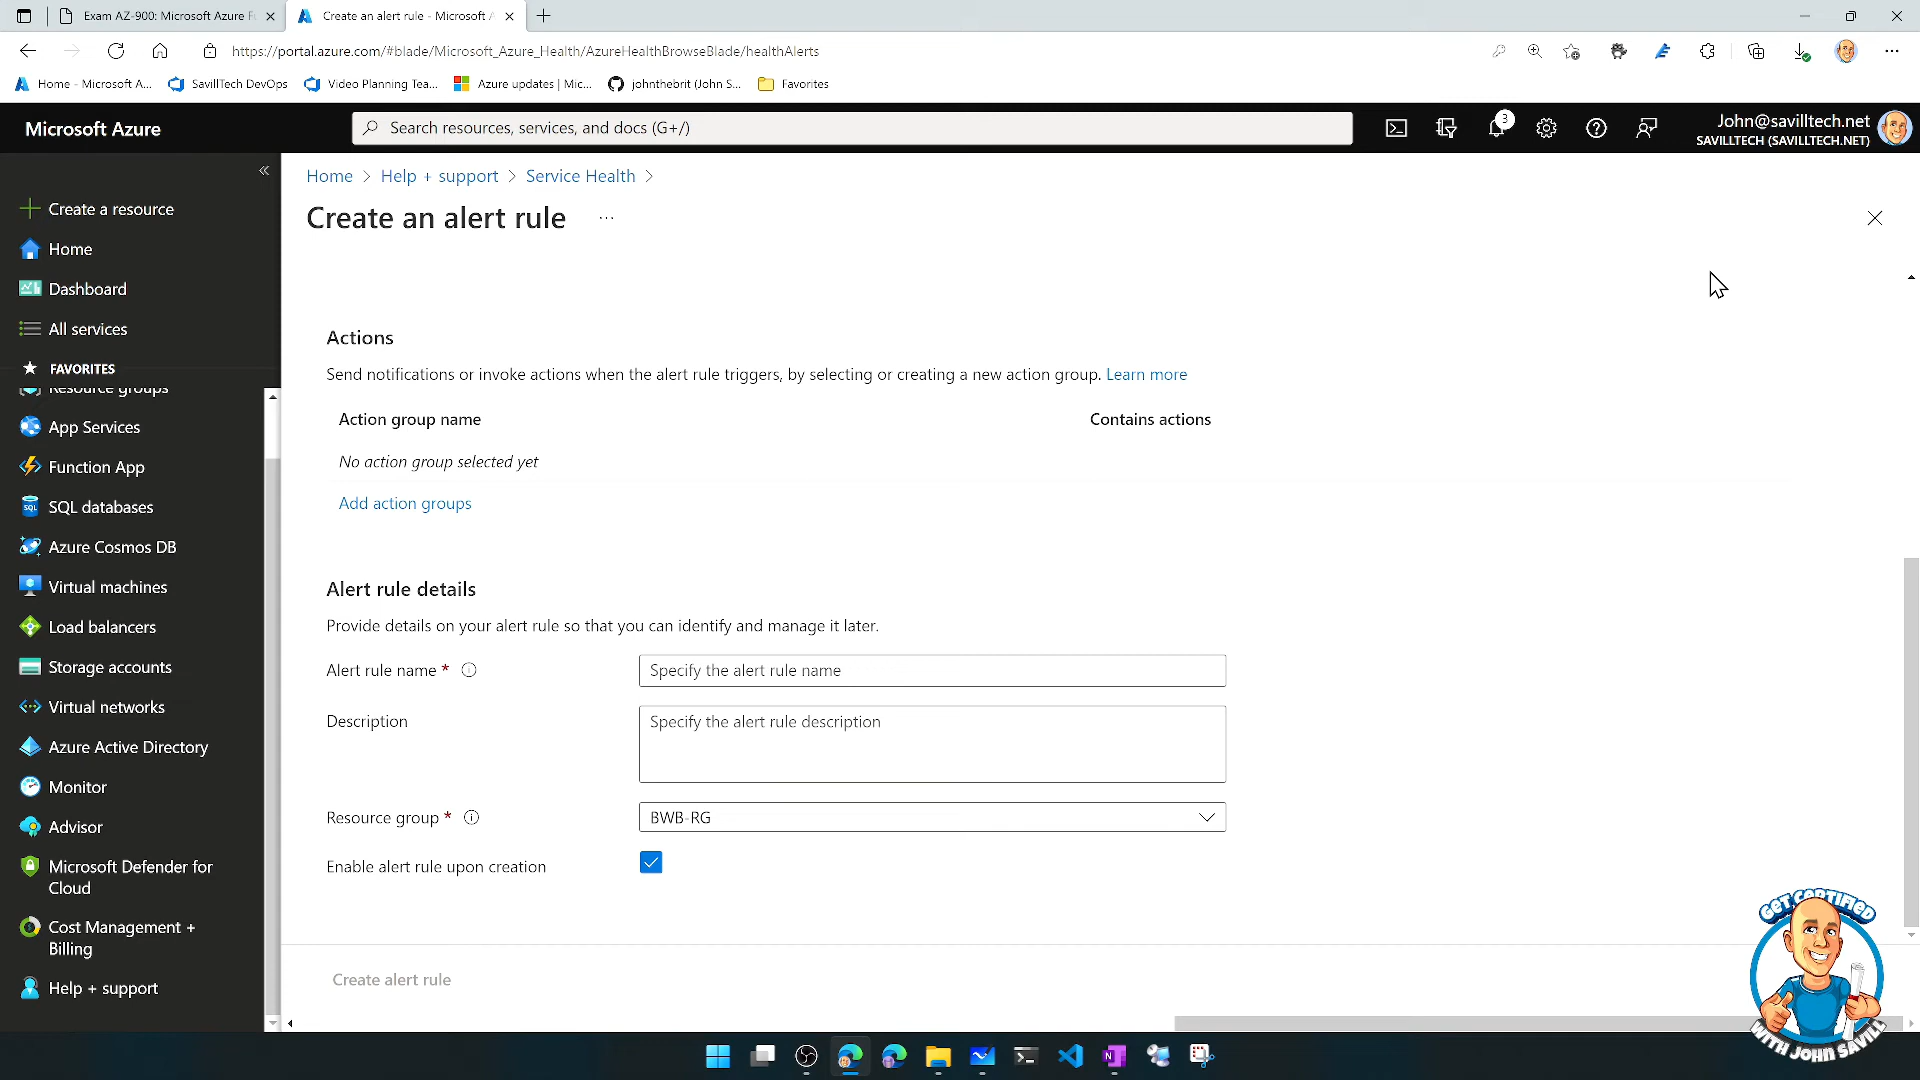 Exam AZ-900: Microsoft Azure F
Create an alert rule - Microsoft A
https://portal.azure.com/#blade/Microsoft_Azure_Health/AzureHealthBrowseBlade/healthAlerts
Home - Microsoft A...
SavillTech DevOps
Video Planning Tea...
Azure updates | Mic...
johnthebrit (John S...
Favorites
Microsoft Azure
Search resources, services, and docs (G+/)
3
John@savilltech.net
SAVILLTECH (SAVILLTECH.NET)
Home > Help + support > Service Health >
Create an alert rule ...
Create a resource
Home
Dashboard
All services
FAVORITES
Resource groups
App Services
Function App
SQL databases
Azure Cosmos DB
Virtual machines
Load balancers
Storage accounts
Virtual networks
Azure Active Directory
Monitor
Advisor
Microsoft Defender for
Cloud
Cost Management +
Billing
Help + support
Actions
Send notifications or invoke actions when the alert rule triggers, by selecting or creating a new action group. Learn more
Action group name
Contains actions
No action group selected yet
Add action groups
Alert rule details
Provide details on your alert rule so that you can identify and manage it later.
Alert rule name *
Specify the alert rule name
Description
Specify the alert rule description
Resource group *
BWB-RG
Enable alert rule upon creation
Create alert rule
GET CERTIFIED
WITH JOHN SAVILL